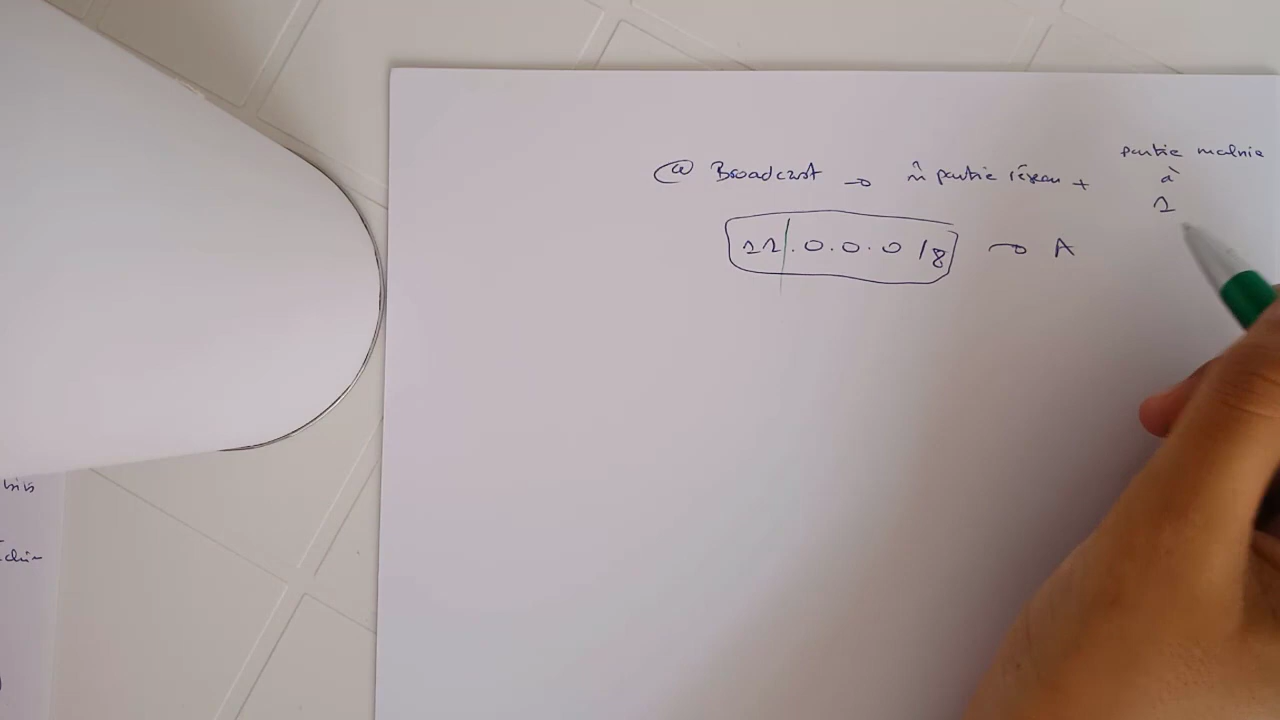 partie machine
@ Broadcast → m̂ partie réseau + à
1
11.0.0.0 /8 → A